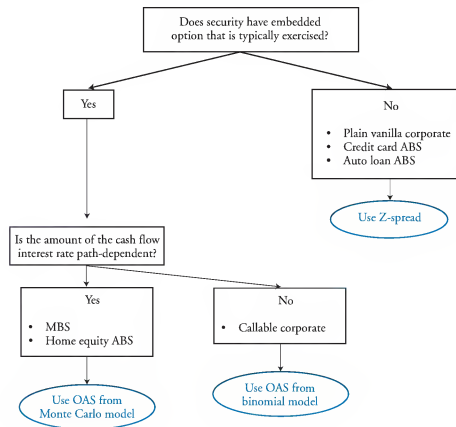 Does security have embedded
option that is typically exercised?
Yes
No
• Plain vanilla corporate
• Credit card ABS
• Auto loan ABS
Use Z-spread
Is the amount of the cash flow
interest rate path-dependent?
Yes
• MBS
• Home equity ABS
No
• Callable corporate
Use OAS from
Monte Carlo model
Use OAS from
binomial model